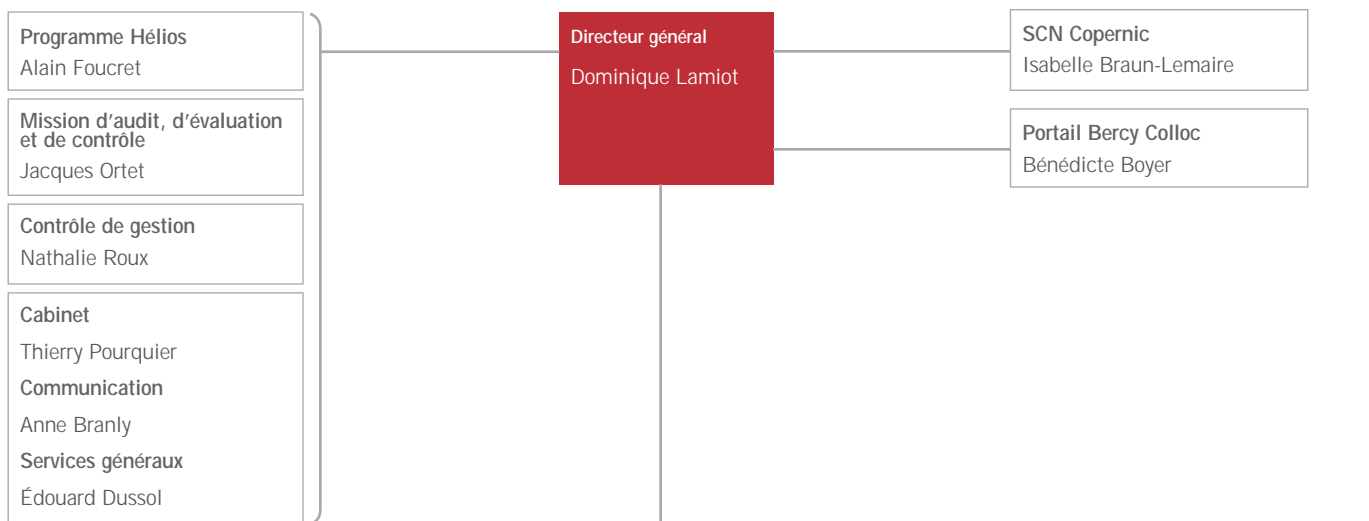 Programme Hélios
Alain Foucret
Mission d'audit, d'évaluation
et de contrôle
Jacques Ortet
Contrôle de gestion
Nathalie Roux
Cabinet
Thierry Pourquier
Communication
Anne Branly
Services généraux
Édouard Dussol
Directeur général
Dominique Lamiot
SCN Copernic
Isabelle Braun-Lemaire
Portail Bercy Colloc
Bénédicte Boyer